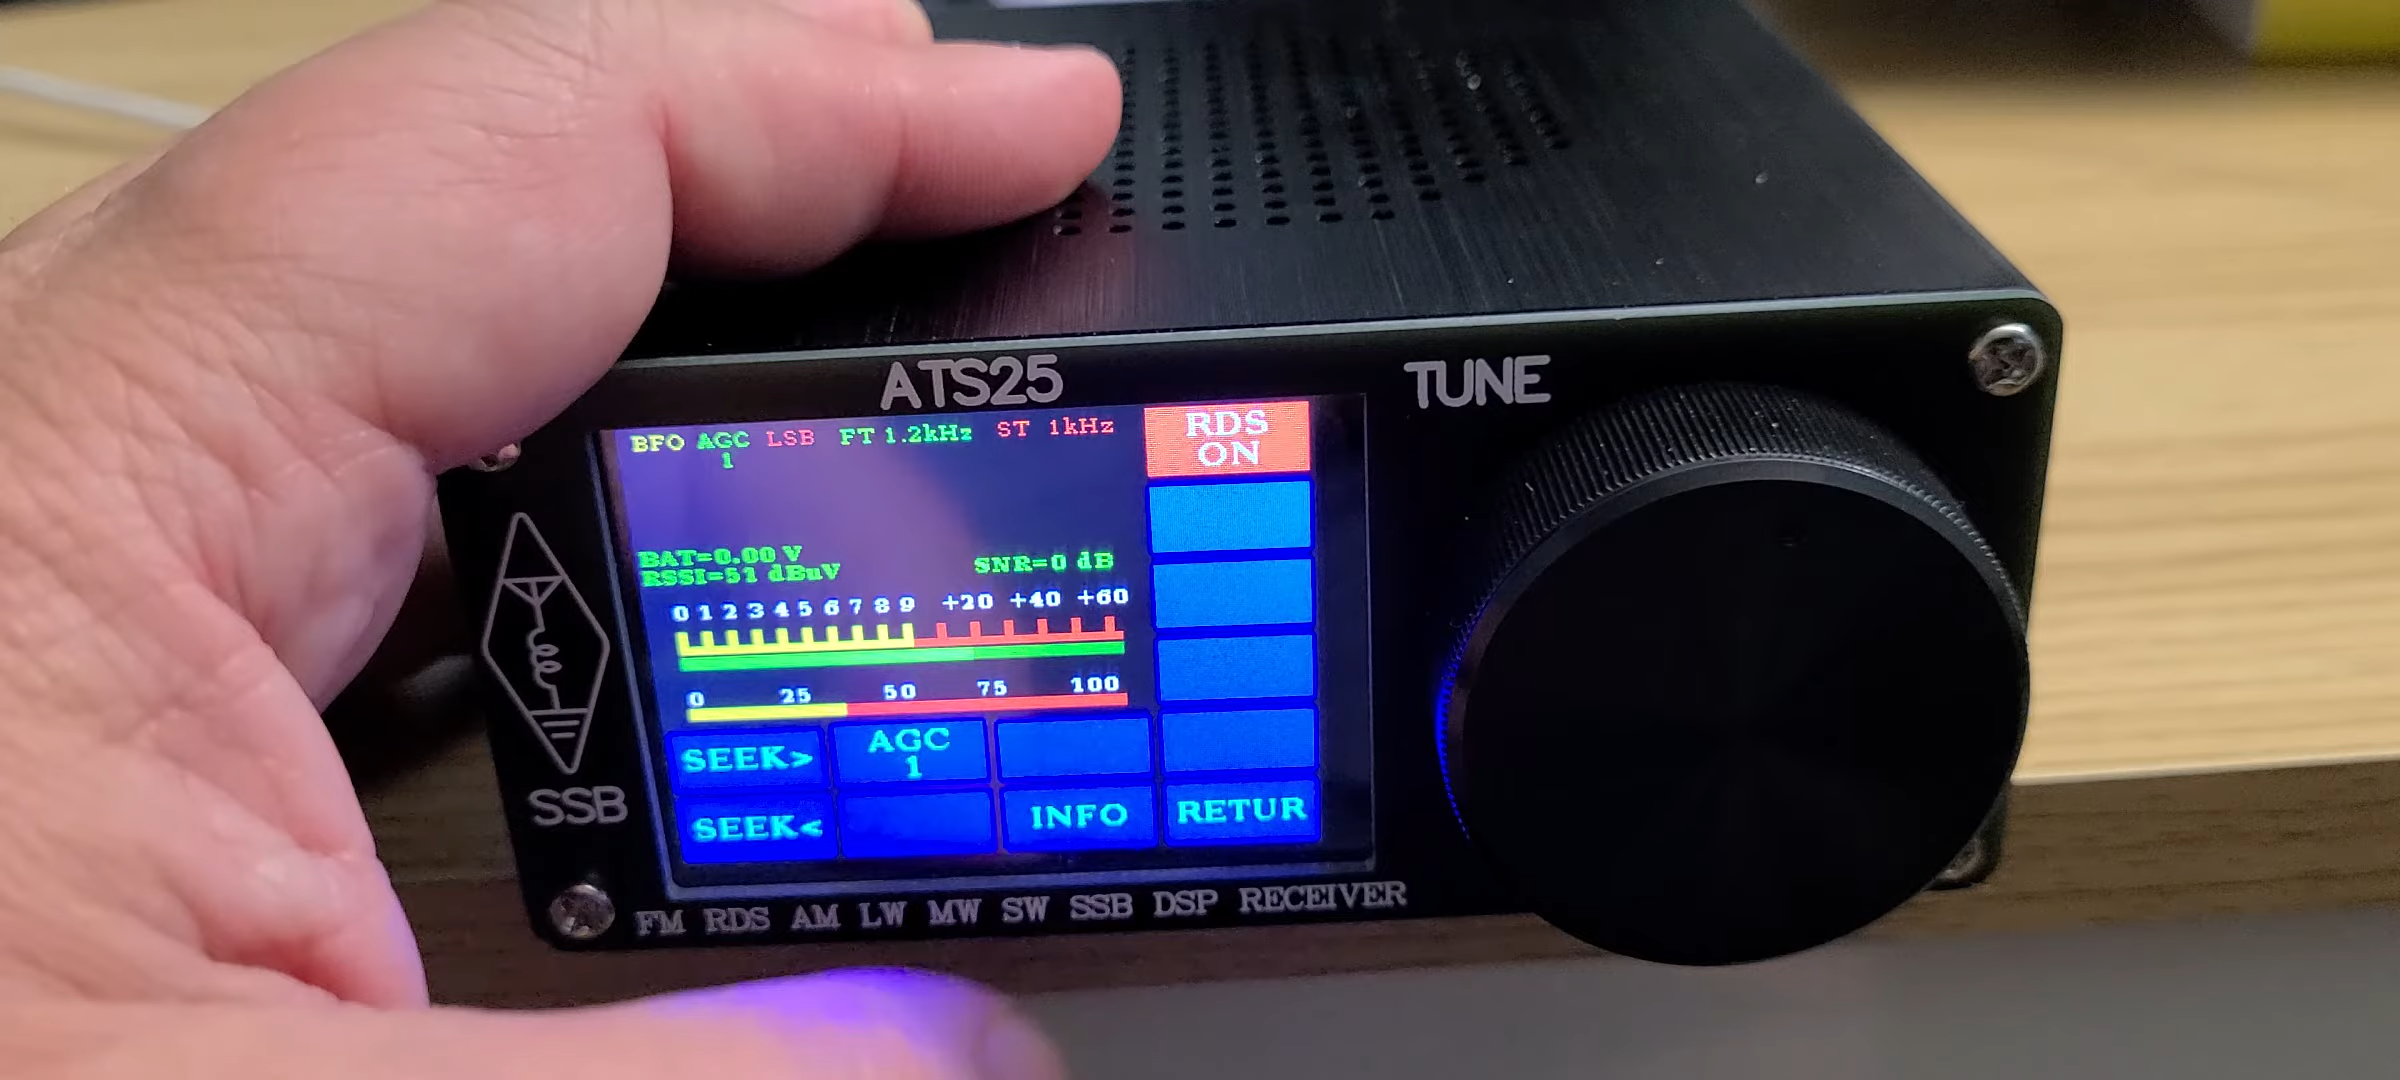 ATS25
TUNE
BFO AGC LSB FT 1.2kHz ST 1kHz
1
RDS
ON
BAT=0.00 V
RSSI=51 dBuV SNR=0 dB
0 1 2 3 4 5 6 7 8 9 +20 +40 +60
0 25 50 75 100
SEEK> AGC
1
SEEK< INFO RETUR
SSB
FM RDS AM LW MW SW SSB DSP RECEIVER